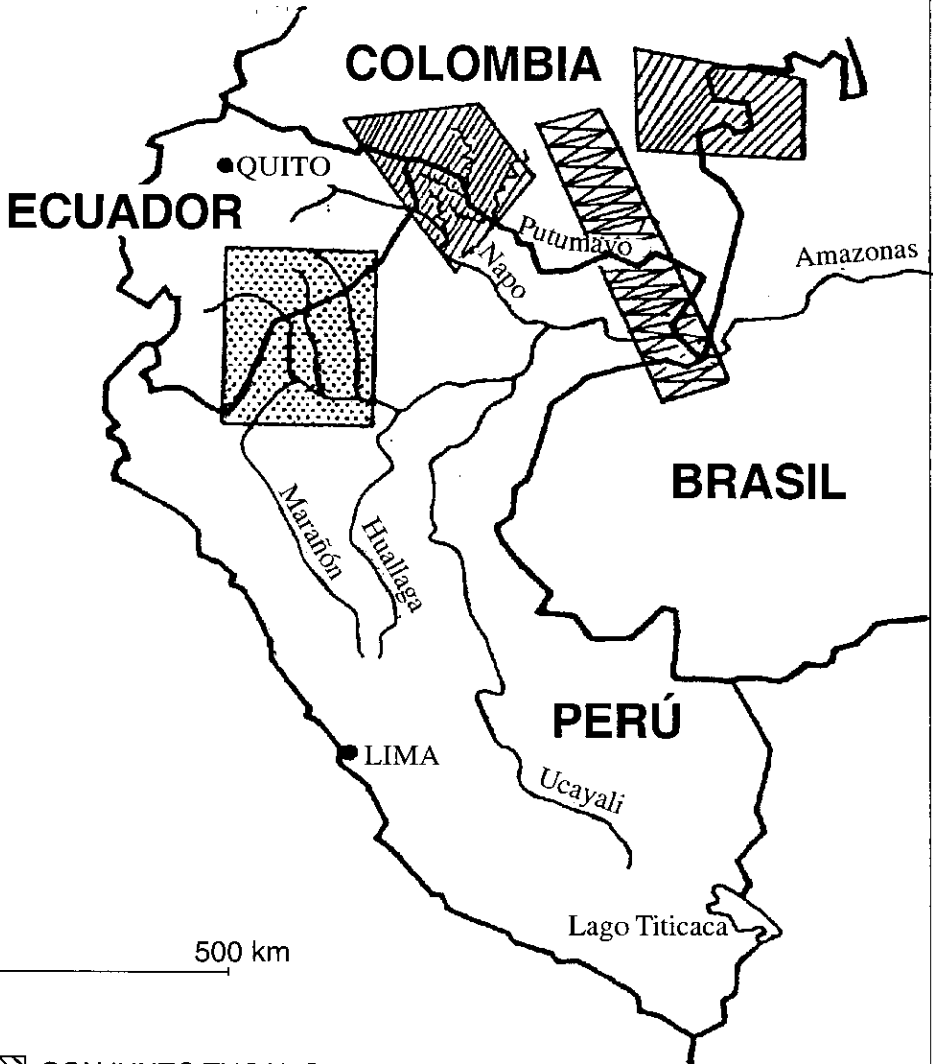 COLOMBIA
QUITO
ECUADOR
Putumayo
Napo
Amazonas
BRASIL
Marañón
Huallaga
PERÚ
LIMA
Ucayali
Lago Titicaca
500 km